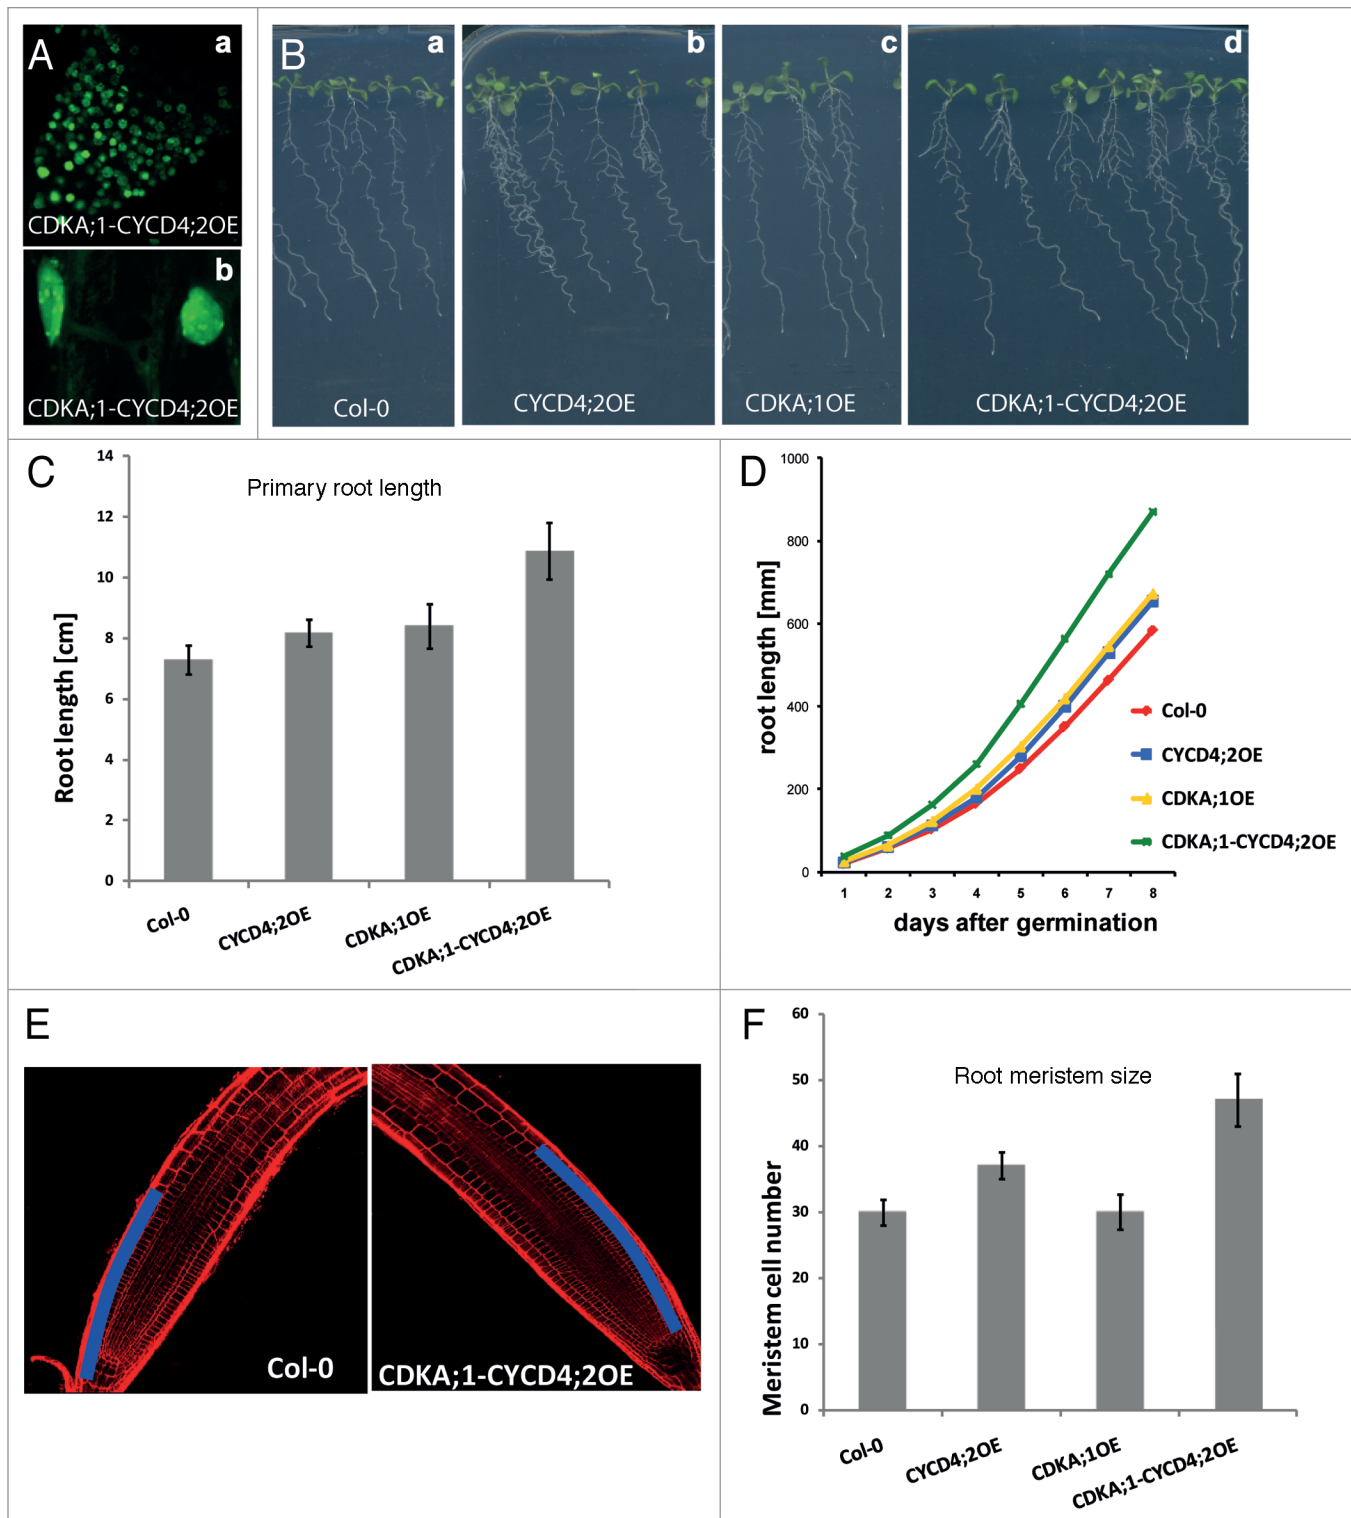 A
a
CDKA;1-CYCD4;2OE
b
CDKA;1-CYCD4;2OE
B
a
Col-0
b
CYCD4;2OE
c
CDKA;1OE
d
CDKA;1-CYCD4;2OE
C
Primary root length
Root length [cm]
14
12
10
8
6
4
2
0
Col-0
CYCD4;2OE
CDKA;1OE
CDKA;1-CYCD4;2OE
D
root length [mm]
1000
800
600
400
200
0
1 2 3 4 5 6 7 8
days after germination
Col-0
CYCD4;2OE
CDKA;1OE
CDKA;1-CYCD4;2OE
E
Col-0
CDKA;1-CYCD4;2OE
F
Root meristem size
Meristem cell number
60
50
40
30
20
10
0
Col-0
CYCD4;2OE
CDKA;1OE
CDKA;1-CYCD4;2OE